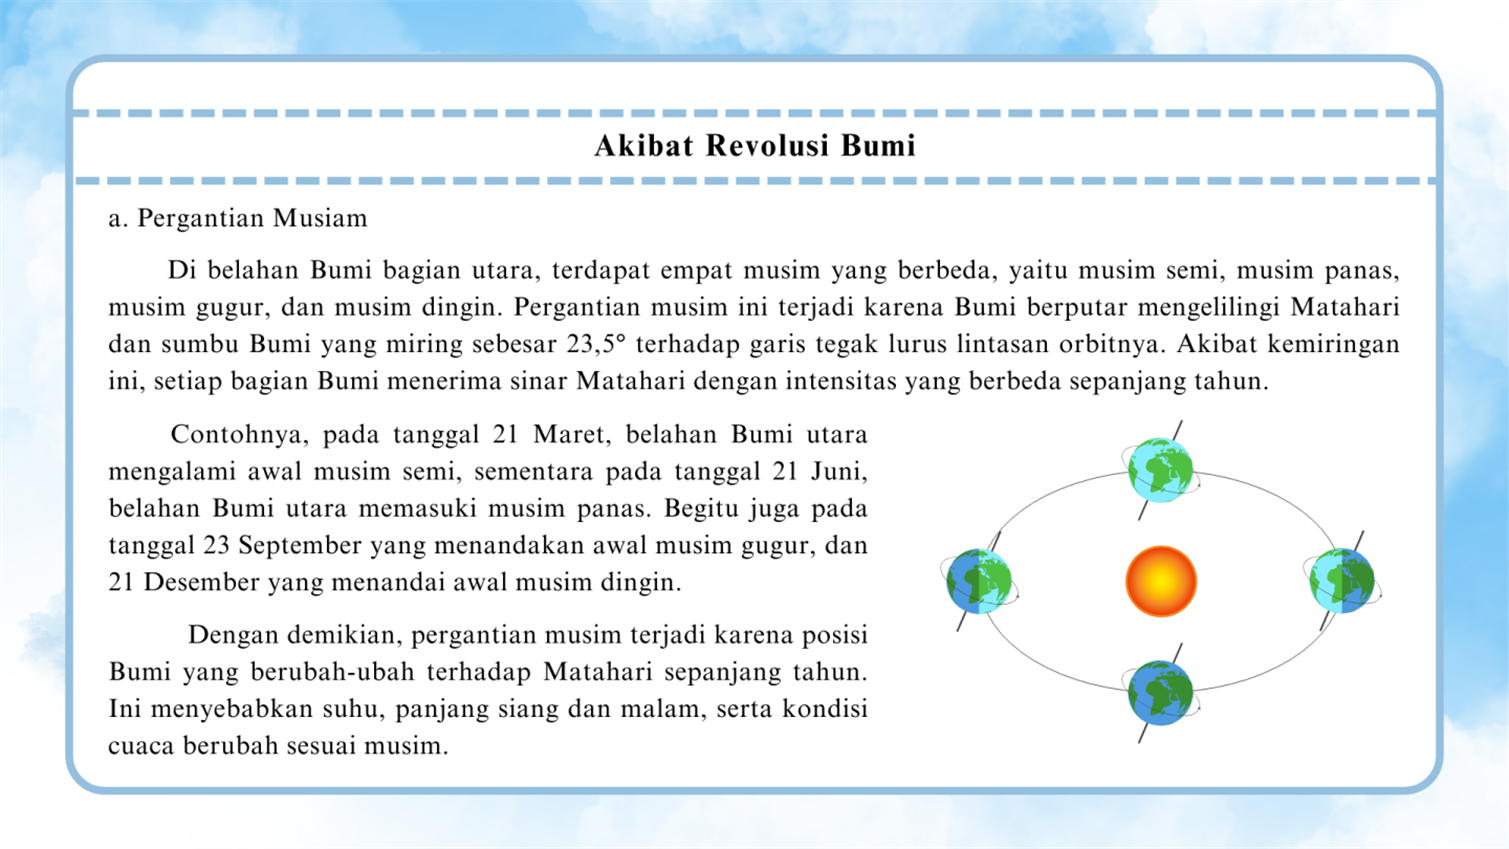 Akibat Revolusi Bumi
a. Pergantian Musiam
Di belahan Bumi bagian utara, terdapat empat musim yang berbeda, yaitu musim semi, musim panas,
musim gugur, dan musim dingin. Pergantian musim ini terjadi karena Bumi berputar mengelilingi Matahari
dan sumbu Bumi yang miring sebesar 23,5° terhadap garis tegak lurus lintasan orbitnya. Akibat kemiringan
ini, setiap bagian Bumi menerima sinar Matahari dengan intensitas yang berbeda sepanjang tahun.
Contohnya, pada tanggal 21 Maret, belahan Bumi utara
mengalami awal musim semi, sementara pada tanggal 21 Juni,
belahan Bumi utara memasuki musim panas. Begitu juga pada
tanggal 23 September yang menandakan awal musim gugur, dan
21 Desember yang menandai awal musim dingin.
Dengan demikian, pergantian musim terjadi karena posisi
Bumi yang berubah-ubah terhadap Matahari sepanjang tahun.
Ini menyebabkan suhu, panjang siang dan malam, serta kondisi
cuaca berubah sesuai musim.